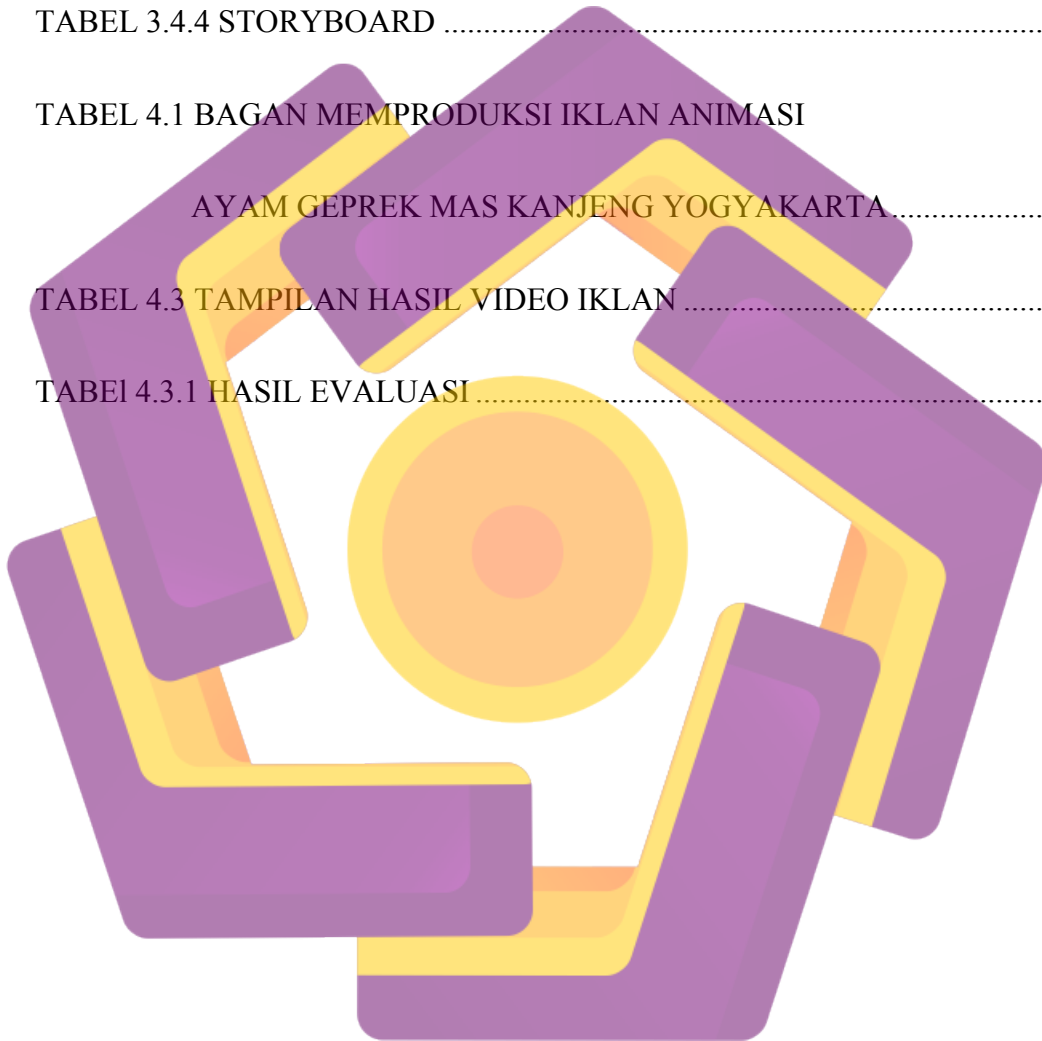 TABEL 3.4.4 STORYBOARD ...........................................................................
TABEL 4.1 BAGAN MEMPRODUKSI IKLAN ANIMASI
AYAM GEPREK MAS KANJENG YOGYAKARTA...................
TABEL 4.3 TAMPILAN HASIL VIDEO IKLAN .............................................
TABEl 4.3.1 HASIL EVALUASI .......................................................................